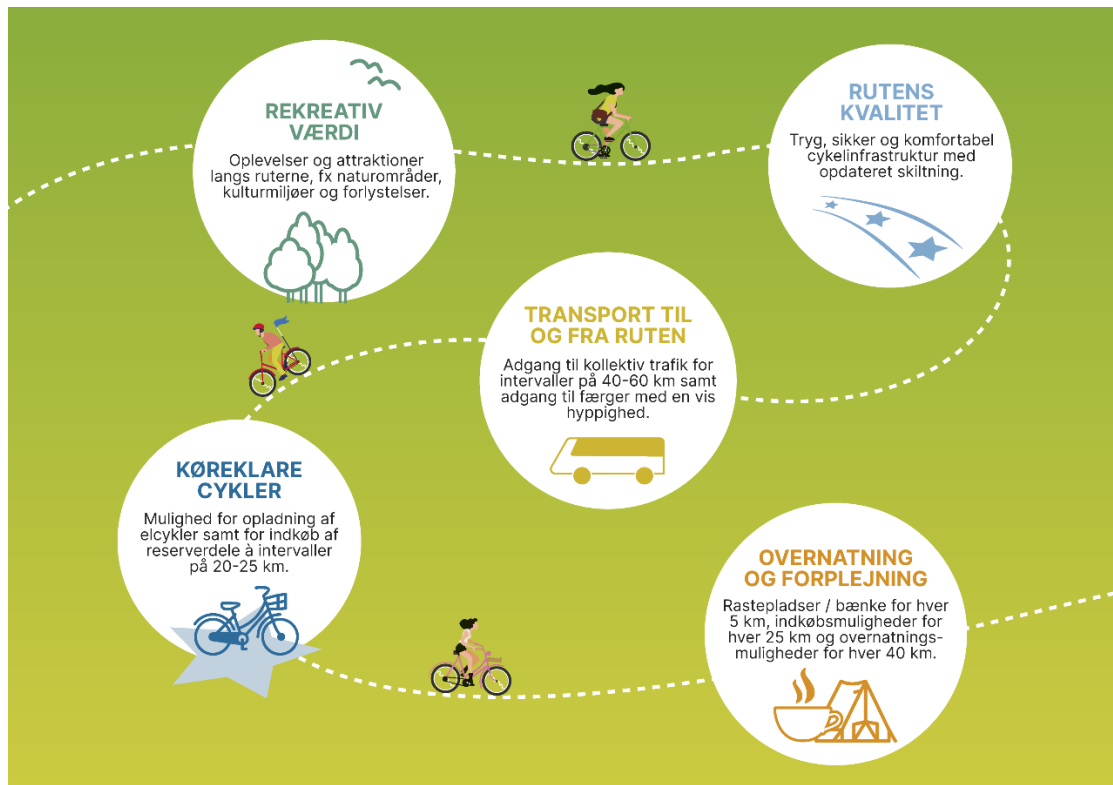 REKREATIV
VÆRDI
Oplevelser og attraktioner
langs ruterne, fx naturområder,
kulturmiljøer og forlystelser.
RUTENS
KVALITET
Tryg, sikker og komfortabel
cykelinfrastruktur med
opdateret skiltning.
TRANSPORT TIL
OG FRA RUTEN
Adgang til kollektiv trafik for
intervaller på 40-60 km samt
adgang til færger med en vis
hyppighed.
KØREKLARE
CYKLER
Mulighed for opladning af
elcykler samt for indkøb af
reserverdele à intervaller
på 20-25 km.
OVERNATNING
OG FORPLEJNING
Rastepladser / bænke for hver
5 km, indkøbsmuligheder for
hver 25 km og overnatnings-
muligheder for hver 40 km.